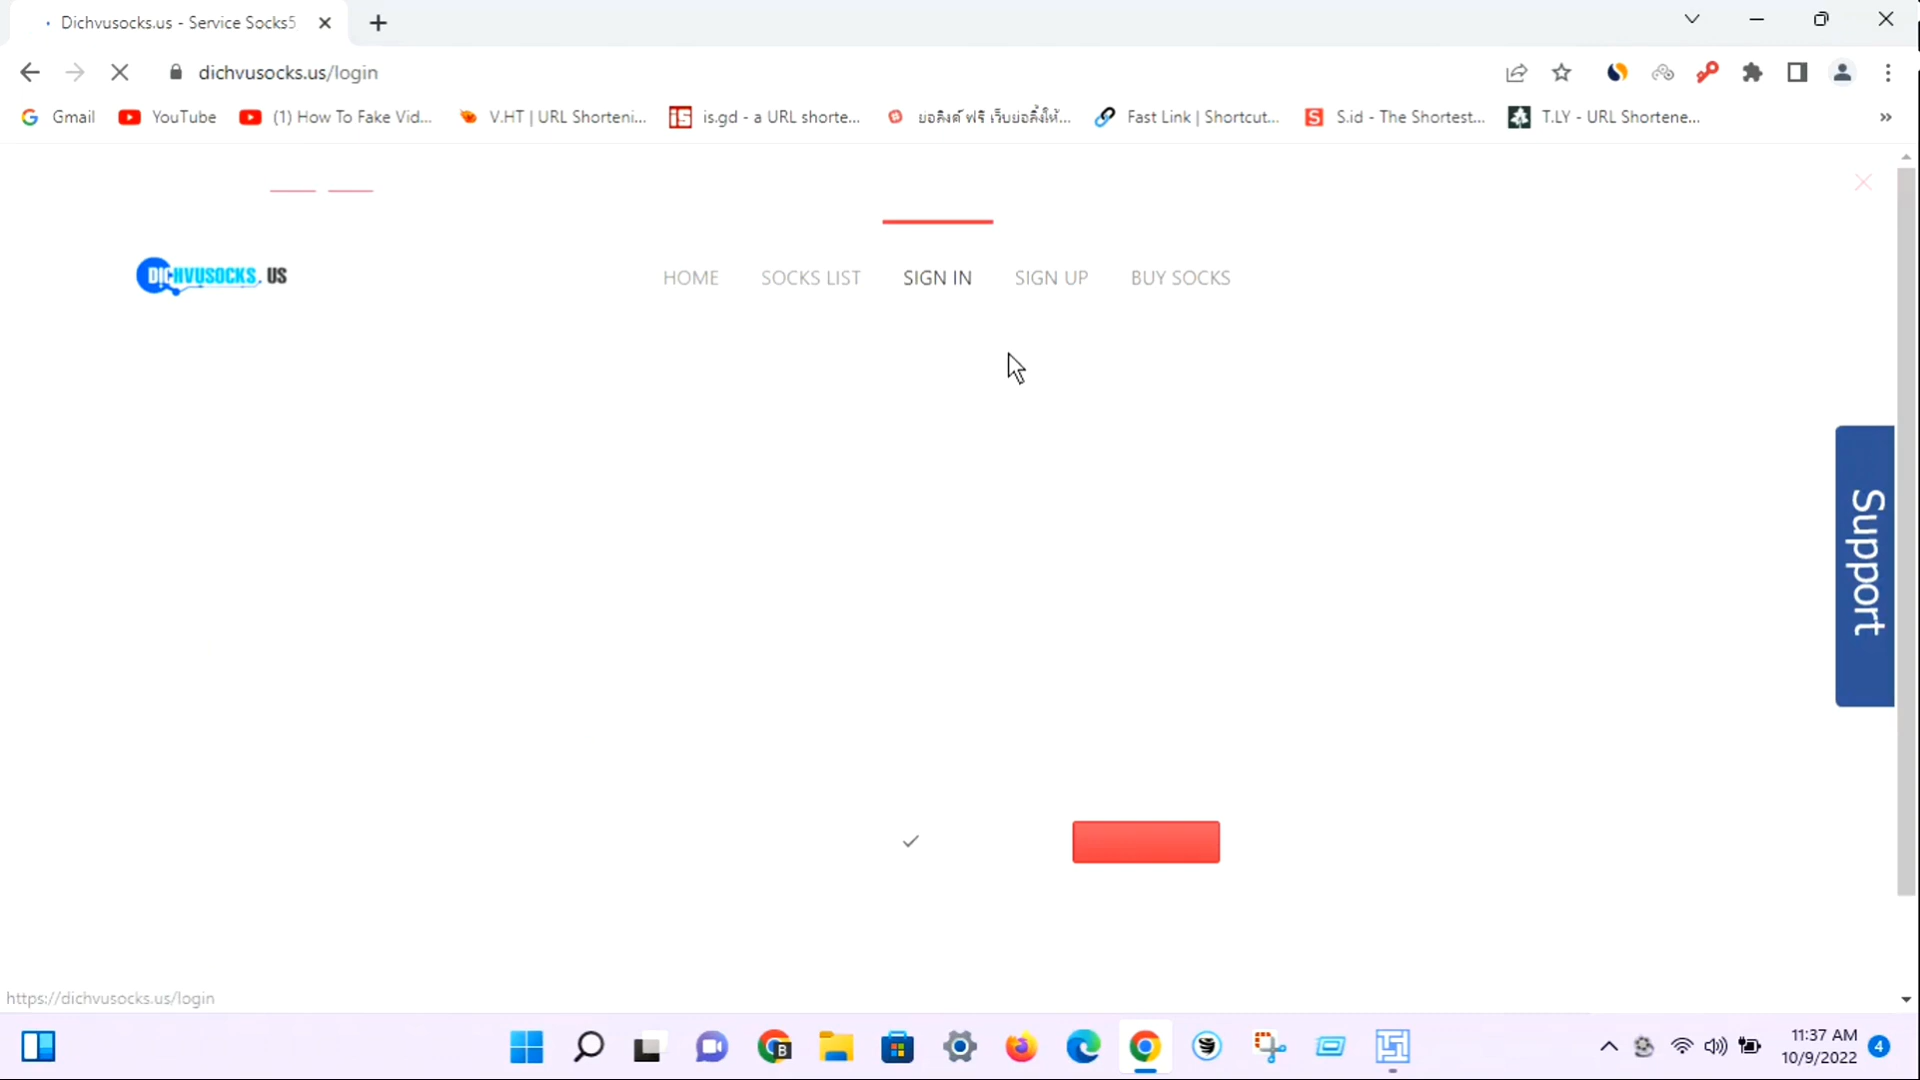 Dichvusocks.us - Service Socks5
dichvusocks.us/login
Gmail
YouTube
(1) How To Fake Vid...
V.HT | URL Shorteni...
is.gd - a URL shorte...
ย่อลิงค์ ฟรี เว็บย่อลิ้งให้...
Fast Link | Shortcut...
S.id - The Shortest...
T.LY - URL Shortene...
DICHVUSOCKS. US
HOME
SOCKS LIST
SIGN IN
SIGN UP
BUY SOCKS
Support
https://dichvusocks.us/login
11:37 AM
10/9/2022
4